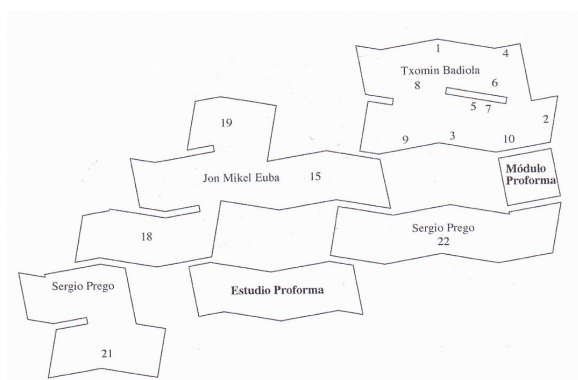 1
4
Txomin Badiola
8
6
5
7
2
19
9
3
10
Jon Mikel Euba
15
Módulo
Proforma
18
Sergio Prego
22
Sergio Prego
Estudio Proforma
21